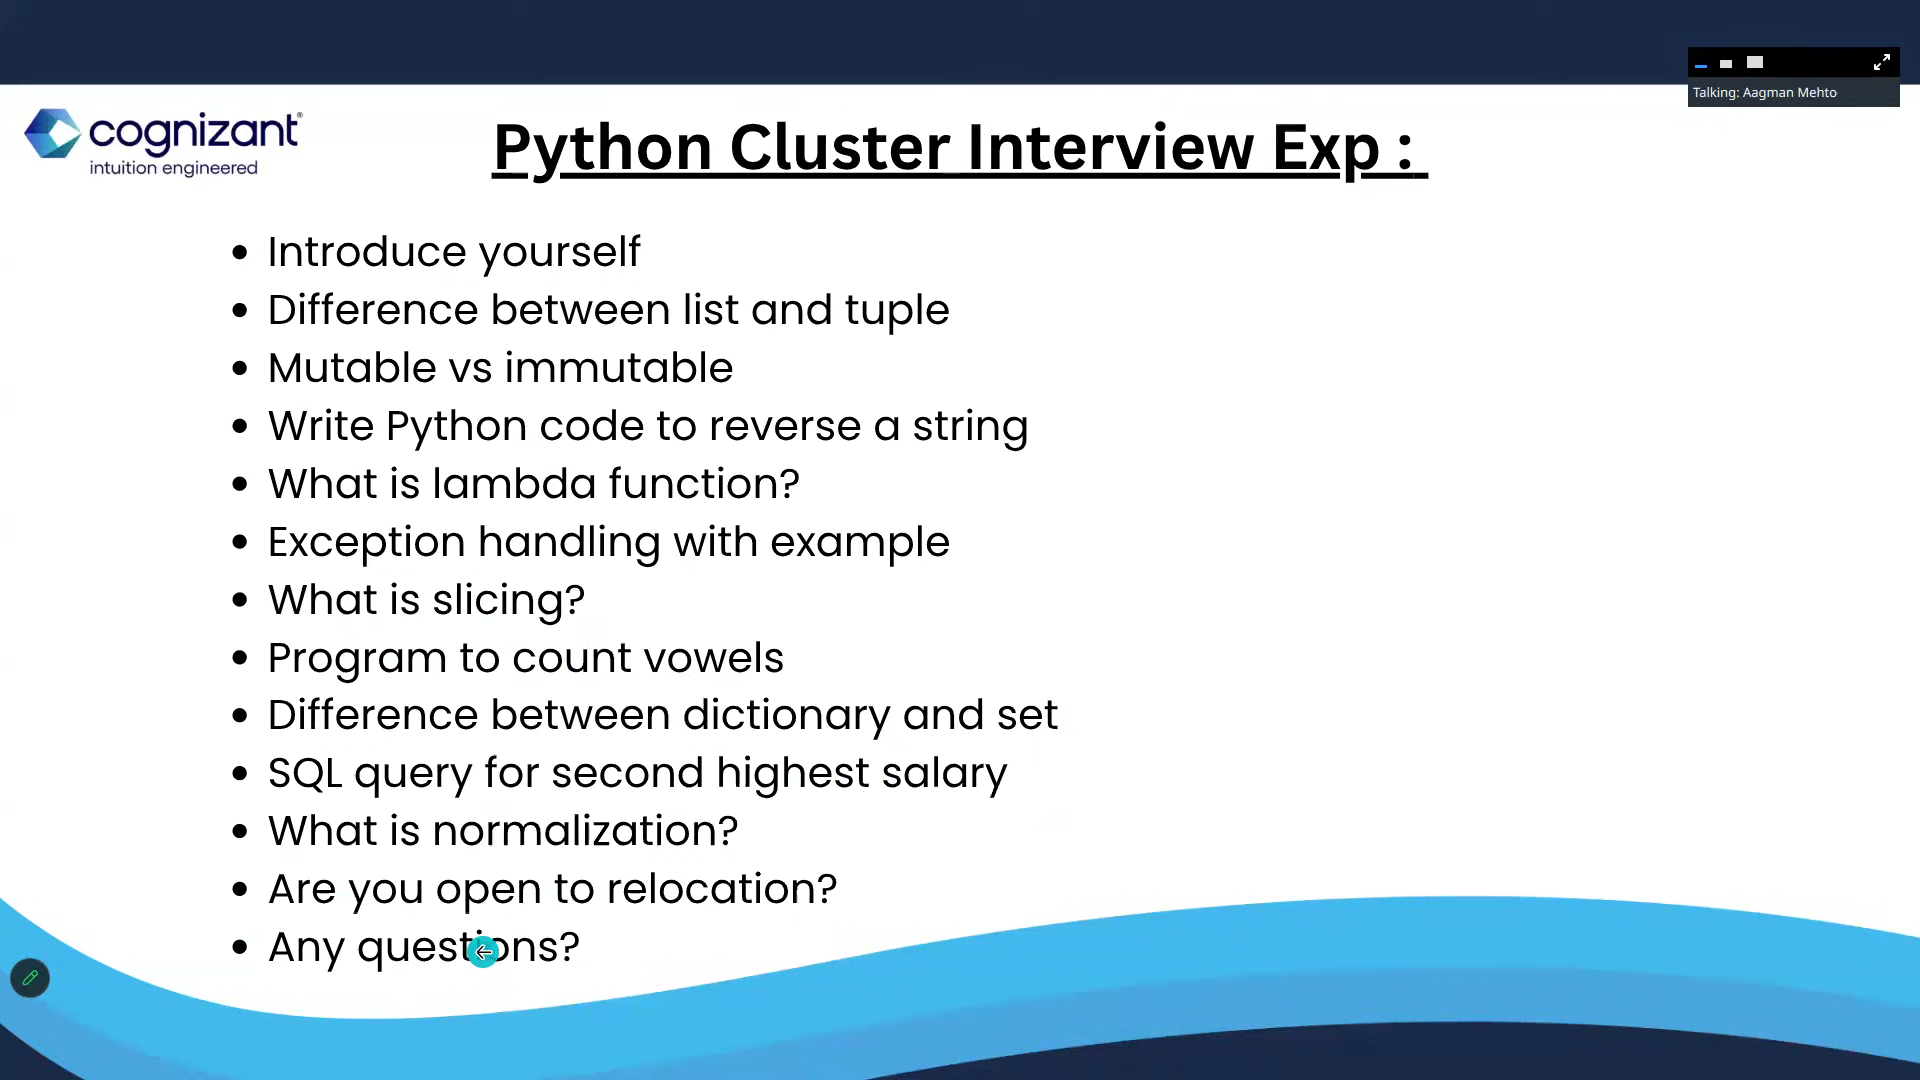 Talking: Aagman Mehto
cognizant®
intuition engineered
Python Cluster Interview Exp :
• Introduce yourself
• Difference between list and tuple
• Mutable vs immutable
• Write Python code to reverse a string
• What is lambda function?
• Exception handling with example
• What is slicing?
• Program to count vowels
• Difference between dictionary and set
• SQL query for second highest salary
• What is normalization?
• Are you open to relocation?
• Any questions?